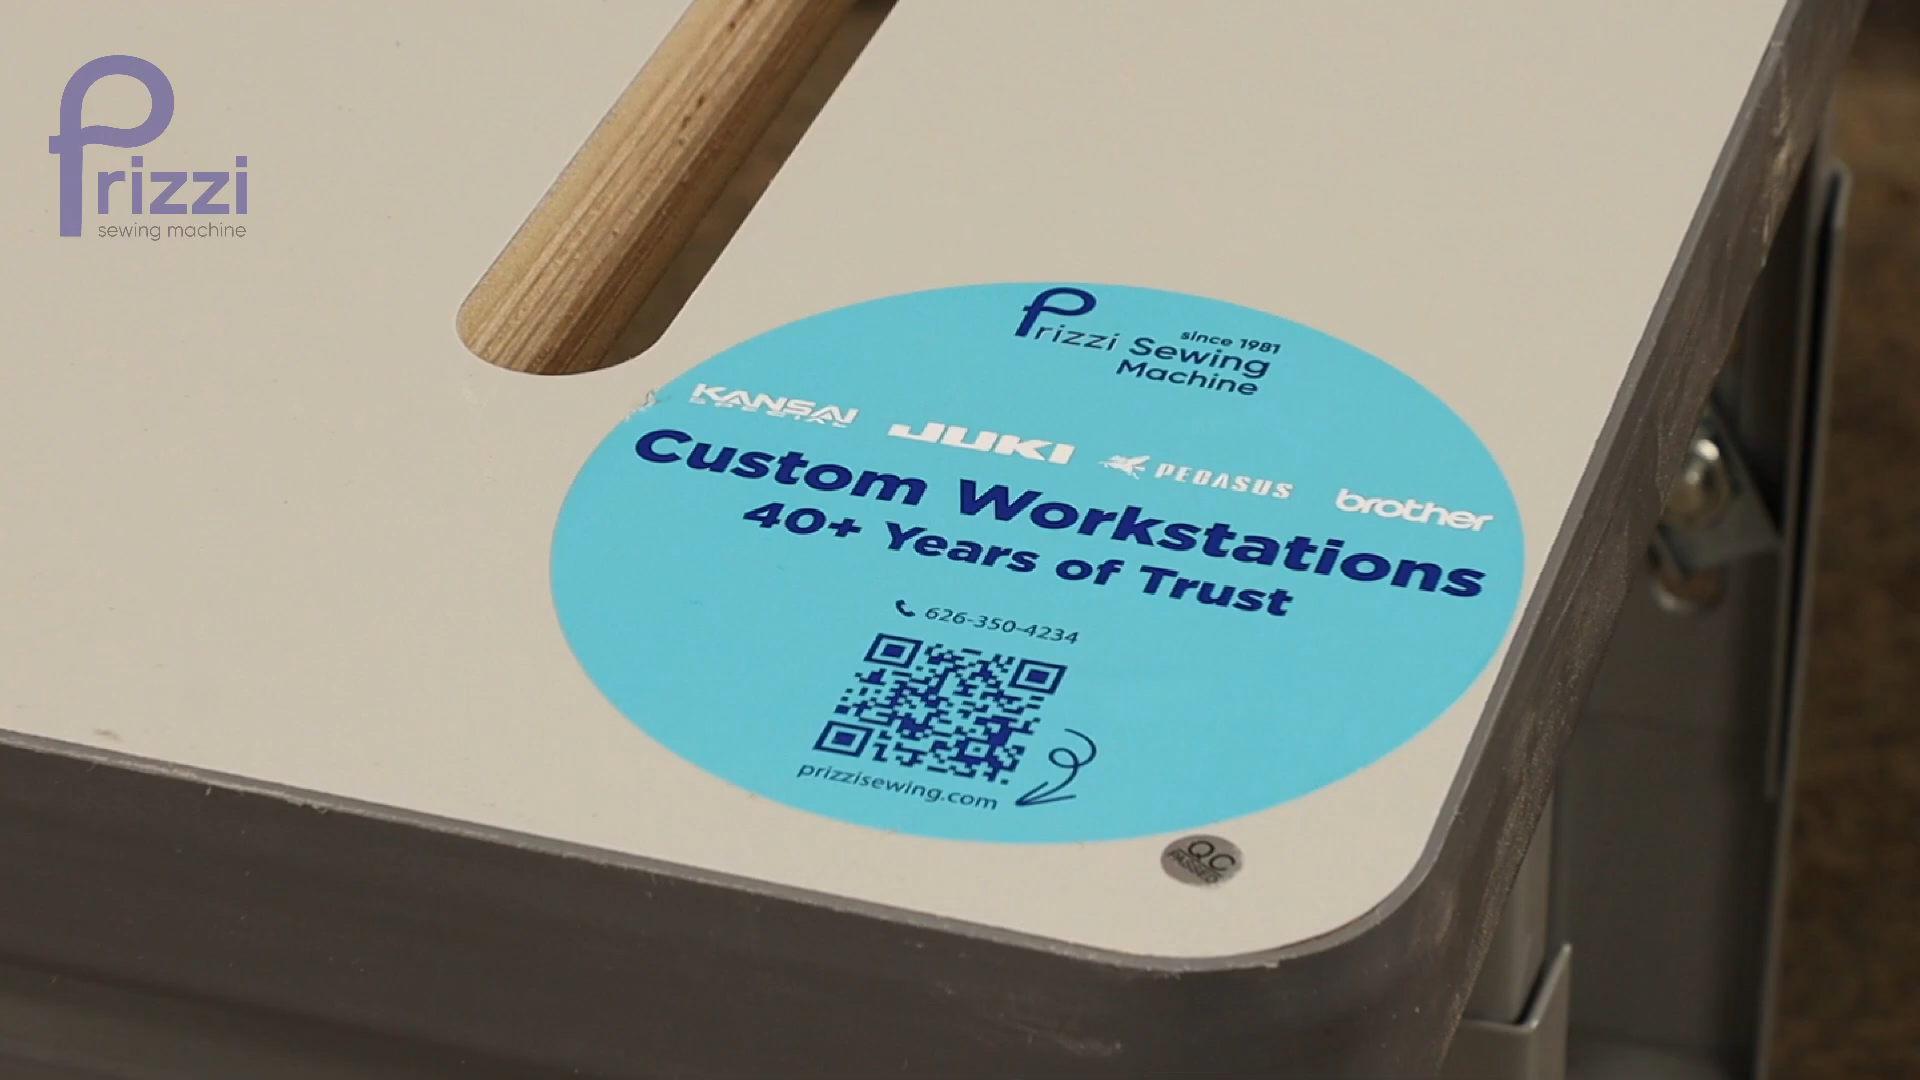 Prizzi
sewing machine
Prizzi Sewing
since 1981
Machine
KANSAI
SPECIAL
JUKI
PEGASUS
brother
Custom Workstations
40+ Years of Trust
626-350-4234
prizzisewing.com
QC
PASSED